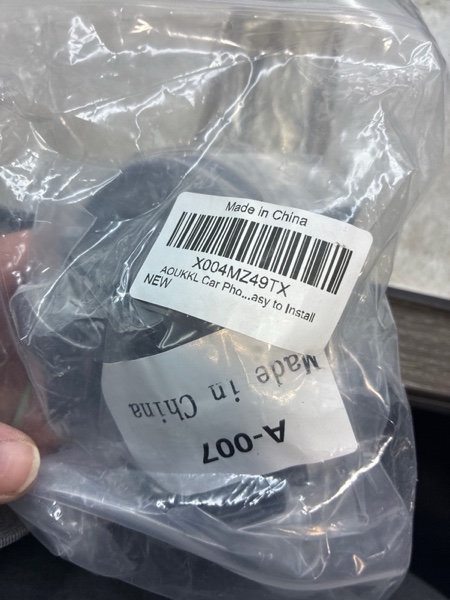 Made in China
X004MZ49TX
AOUKKL Car Pho...asy to Install
NEW
Made in China
A-007